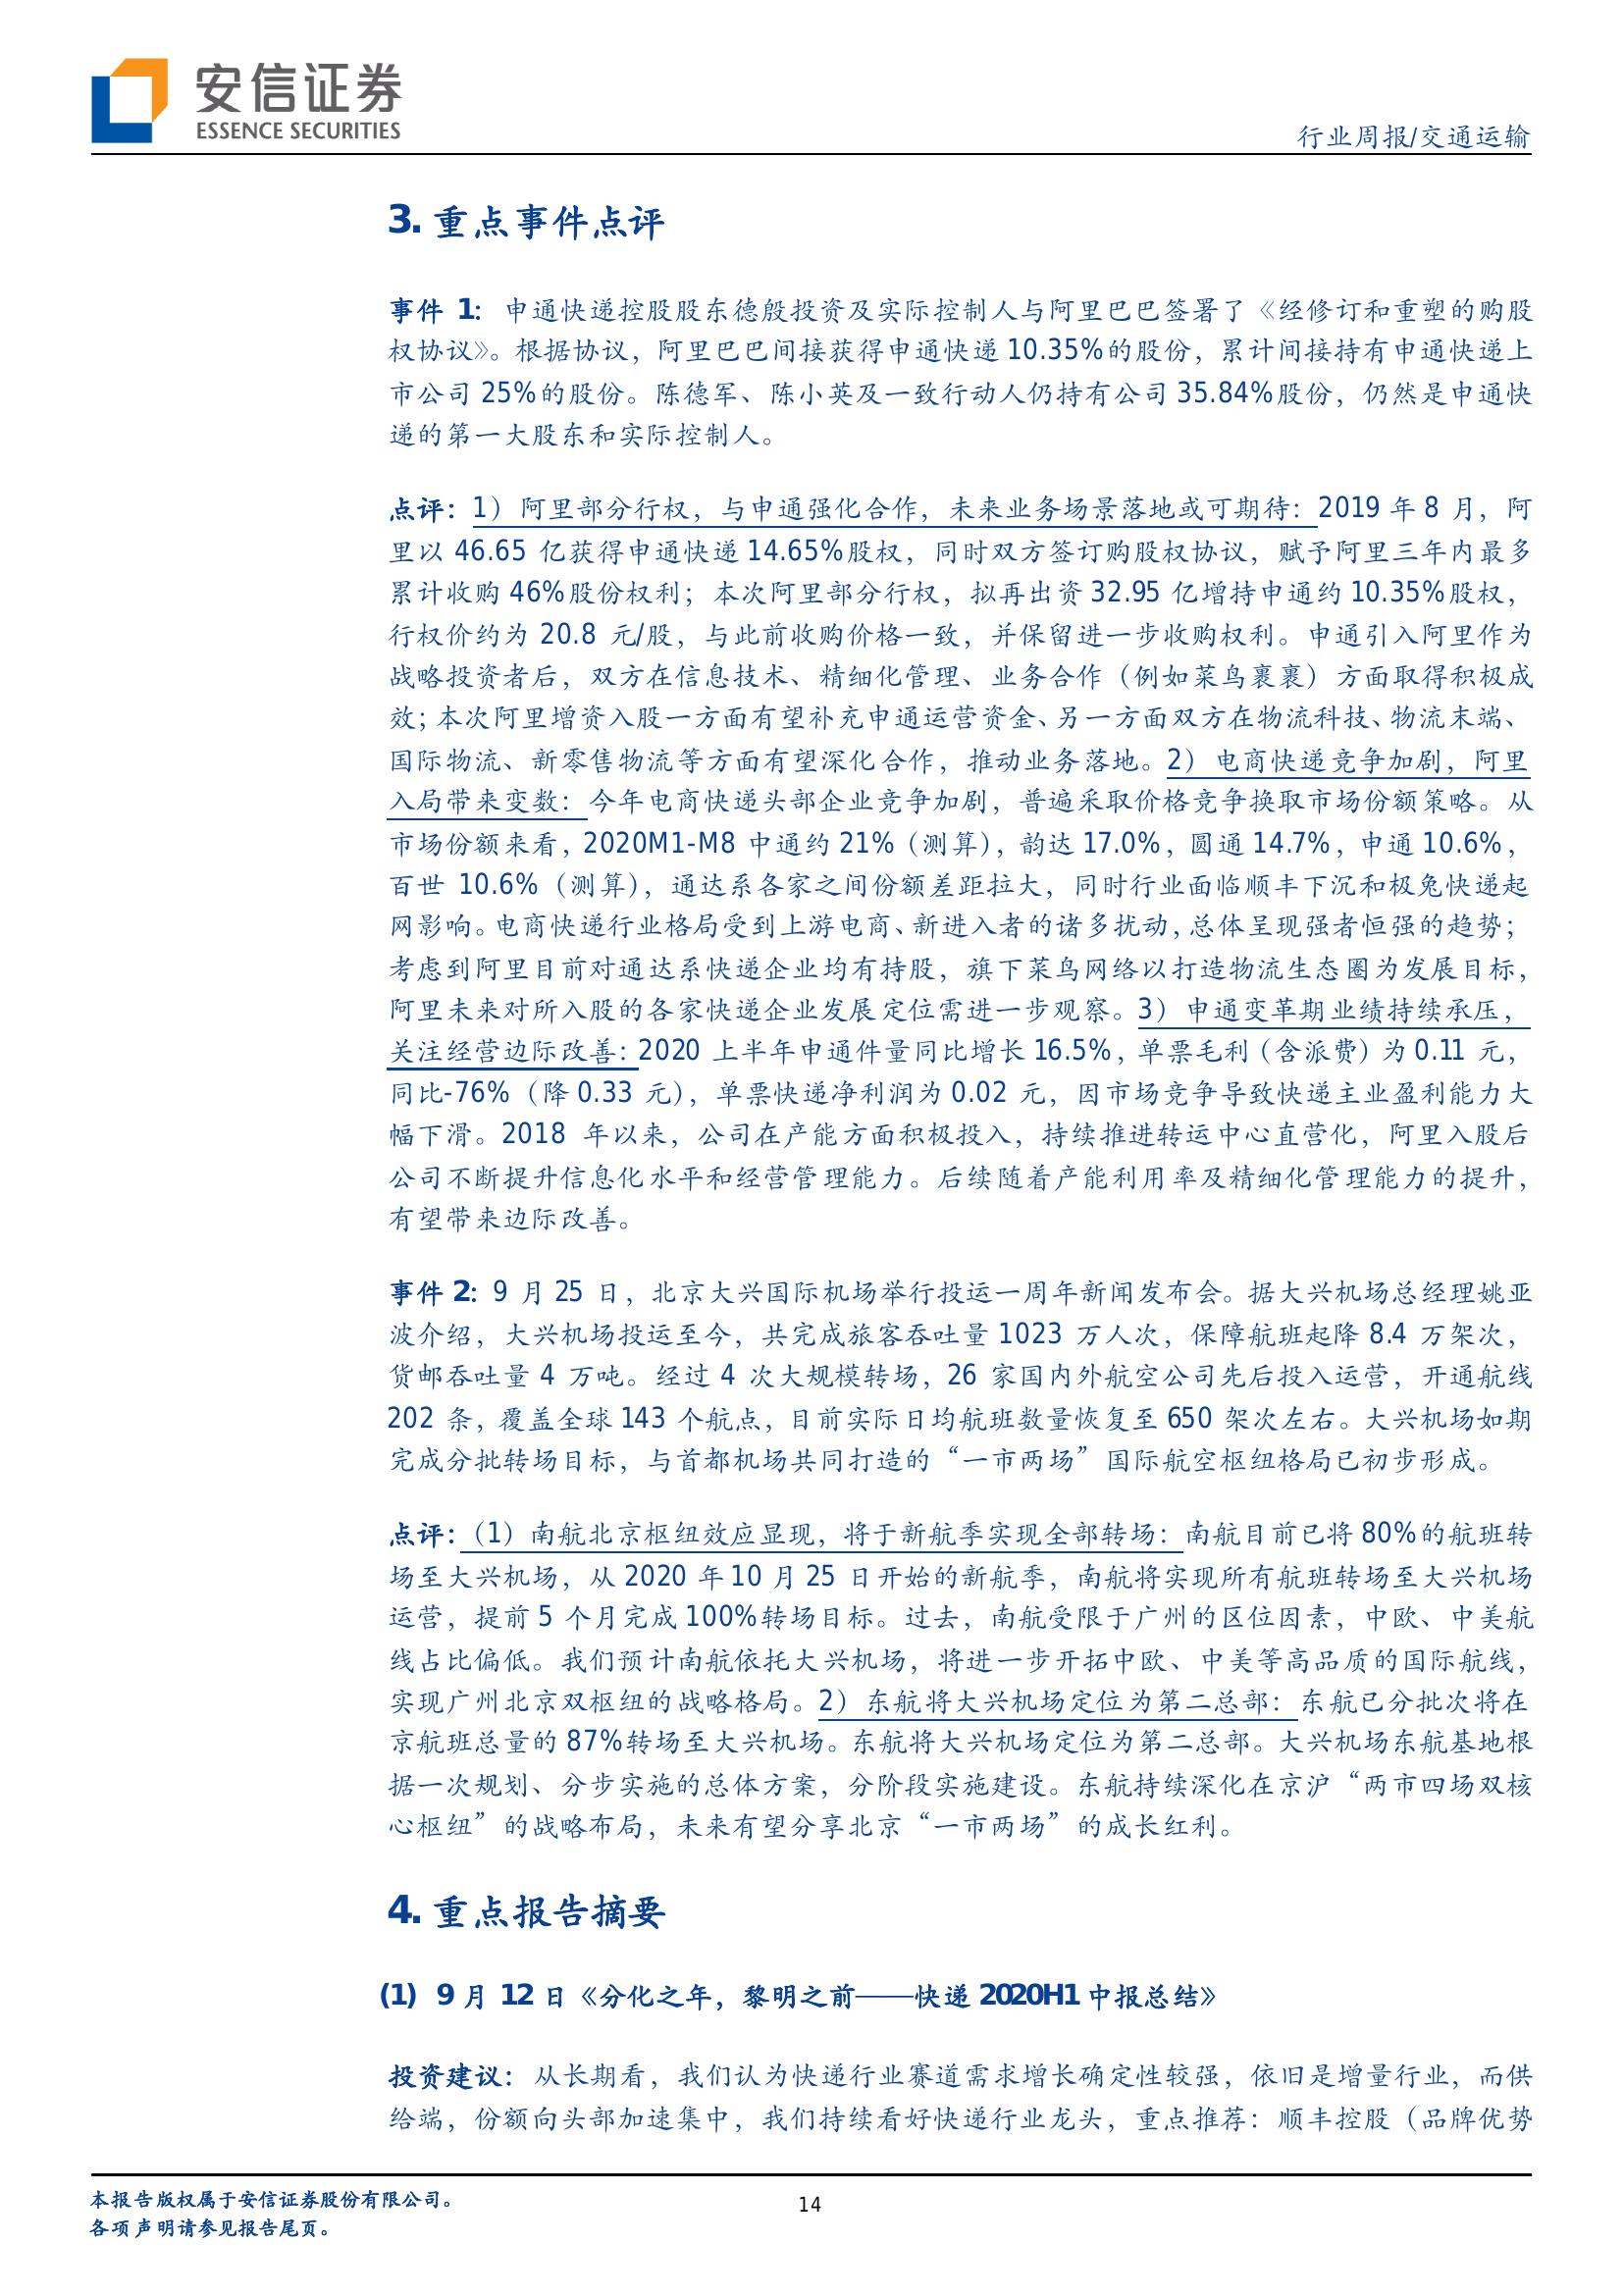 安信证券
ESSENCE SECURITIES
行业周报/交通运输
3. 重点事件点评
事件 1：申通快递控股股东德殷投资及实际控制人与阿里巴巴签署了《经修订和重塑的购股
权协议》。根据协议，阿里巴巴间接获得申通快递 10.35%的股份，累计间接持有申通快递上
市公司 25%的股份。陈德军、陈小英及一致行动人仍持有公司 35.84%股份，仍然是申通快
递的第一大股东和实际控制人。
点评：1）阿里部分行权，与申通强化合作，未来业务场景落地或可期待：2019 年 8 月，阿
里以 46.65 亿获得申通快递 14.65%股权，同时双方签订购股权协议，赋予阿里三年内最多
累计收购 46%股份权利；本次阿里部分行权，拟再出资 32.95 亿增持申通约 10.35%股权，
行权价约为 20.8 元/股，与此前收购价格一致，并保留进一步收购权利。申通引入阿里作为
战略投资者后，双方在信息技术、精细化管理、业务合作（例如菜鸟裹裹）方面取得积极成
效；本次阿里增资入股一方面有望补充申通运营资金、另一方面双方在物流科技、物流末端、
国际物流、新零售物流等方面有望深化合作，推动业务落地。2）电商快递竞争加剧，阿里
入局带来变数：今年电商快递头部企业竞争加剧，普遍采取价格竞争换取市场份额策略。从
市场份额来看，2020M1-M8 中通约 21%（测算），韵达 17.0%，圆通 14.7%，申通 10.6%，
百世 10.6%（测算），通达系各家之间份额差距拉大，同时行业面临顺丰下沉和极兔快递起
网影响。电商快递行业格局受到上游电商、新进入者的诸多扰动，总体呈现强者恒强的趋势；
考虑到阿里目前对通达系快递企业均有持股，旗下菜鸟网络以打造物流生态圈为发展目标，
阿里未来对所入股的各家快递企业发展定位需进一步观察。3）申通变革期业绩持续承压，
关注经营边际改善：2020 上半年申通件量同比增长 16.5%，单票毛利（含派费）为 0.11 元，
同比-76%（降 0.33 元），单票快递净利润为 0.02 元，因市场竞争导致快递主业盈利能力大
幅下滑。2018 年以来，公司在产能方面积极投入，持续推进转运中心直营化，阿里入股后
公司不断提升信息化水平和经营管理能力。后续随着产能利用率及精细化管理能力的提升，
有望带来边际改善。
事件 2：9 月 25 日，北京大兴国际机场举行投运一周年新闻发布会。据大兴机场总经理姚亚
波介绍，大兴机场投运至今，共完成旅客吞吐量 1023 万人次，保障航班起降 8.4 万架次，
货邮吞吐量 4 万吨。经过 4 次大规模转场，26 家国内外航空公司先后投入运营，开通航线
202 条，覆盖全球 143 个航点，目前实际日均航班数量恢复至 650 架次左右。大兴机场如期
完成分批转场目标，与首都机场共同打造的“一市两场”国际航空枢纽格局已初步形成。
点评：（1）南航北京枢纽效应显现，将于新航季实现全部转场：南航目前已将 80%的航班转
场至大兴机场，从 2020 年 10 月 25 日开始的新航季，南航将实现所有航班转场至大兴机场
运营，提前 5 个月完成 100%转场目标。过去，南航受限于广州的区位因素，中欧、中美航
线占比偏低。我们预计南航依托大兴机场，将进一步开拓中欧、中美等高品质的国际航线，
实现广州北京双枢纽的战略格局。2）东航将大兴机场定位为第二总部：东航已分批次将在
京航班总量的 87%转场至大兴机场。东航将大兴机场定位为第二总部。大兴机场东航基地根
据一次规划、分步实施的总体方案，分阶段实施建设。东航持续深化在京沪“两市四场双核
心枢纽”的战略布局，未来有望分享北京“一市两场”的成长红利。
4. 重点报告摘要
(1) 9 月 12 日《分化之年，黎明之前——快递 2020H1 中报总结》
投资建议：从长期看，我们认为快递行业赛道需求增长确定性较强，依旧是增量行业，而供
给端，份额向头部加速集中，我们持续看好快递行业龙头，重点推荐：顺丰控股（品牌优势
本报告版权属于安信证券股份有限公司。
14
各项声明请参见报告尾页。